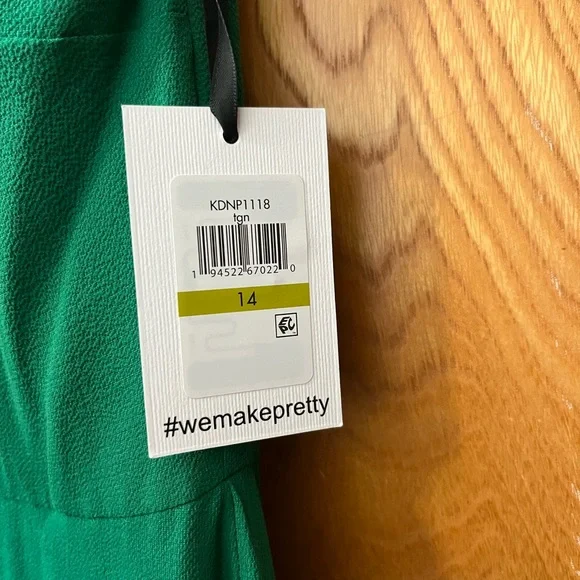 KDNP1118
tgn
1 94522 67022 0
14
#wemakepretty